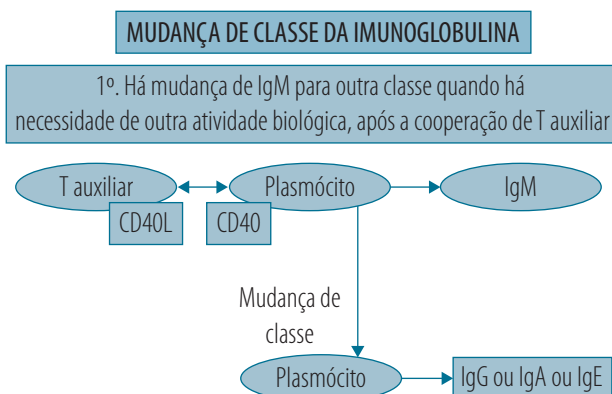 MUDANÇA DE CLASSE DA IMUNOGLOBULINA
1º. Há mudança de IgM para outra classe quando há
necessidade de outra atividade biológica, após a cooperação de T auxiliar
T auxiliar
Plasmócito
IgM
CD40L
CD40
Mudança de
classe
Plasmócito
IgG ou IgA ou IgE